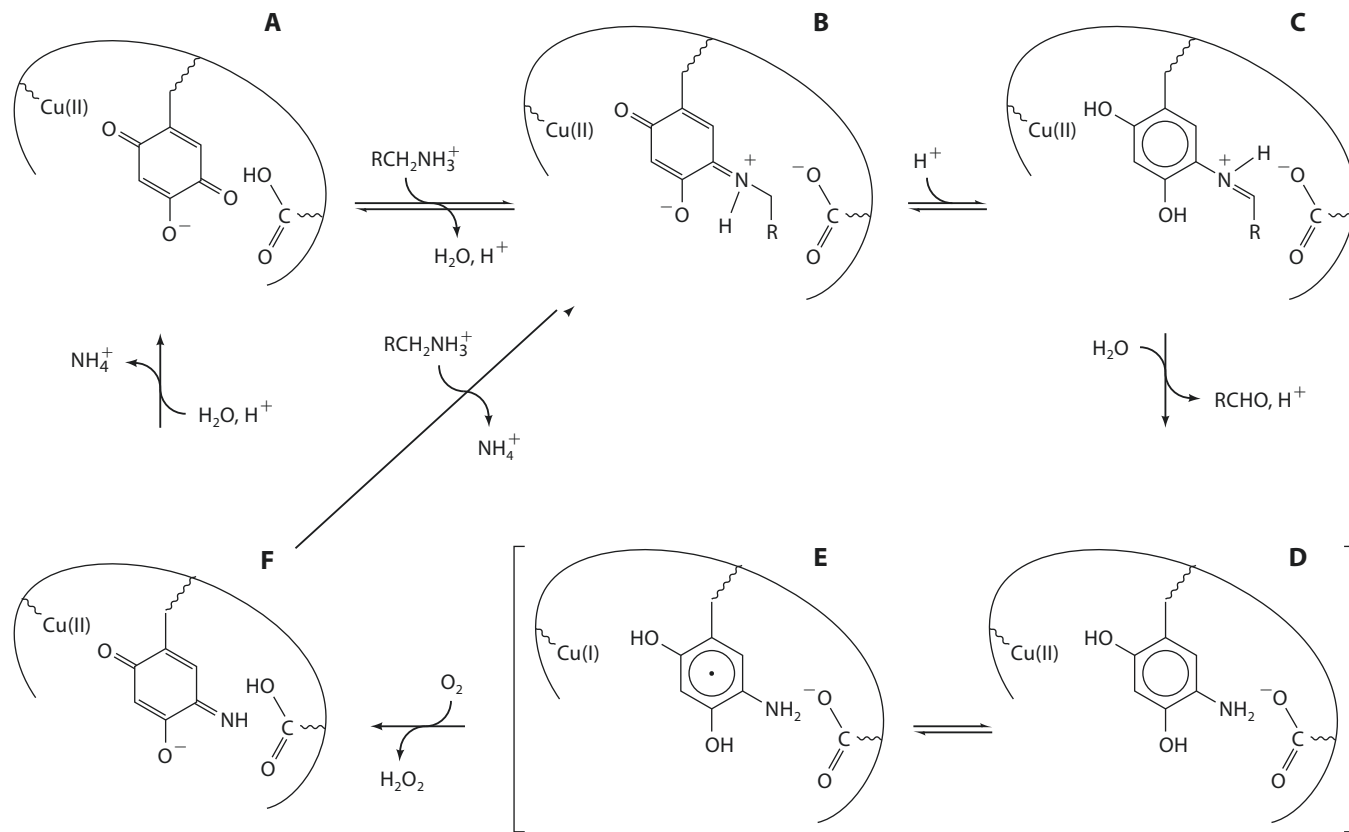 A
Cu(II)
O
O
O⁻
HO
C
O
RCH₂NH₃⁺
H₂O, H⁺
B
Cu(II)
O
N⁺
H
R
⁻O
⁻O
C
O
H⁺
C
Cu(II)
HO
H
N⁺
⁻O
OH
R
C
O
NH₄⁺
H₂O, H⁺
RCH₂NH₃⁺
NH₄⁺
H₂O
RCHO, H⁺
F
Cu(II)
O
HO
NH
C
O⁻
O
O₂
H₂O₂
E
Cu(I)
HO
NH₂
⁻O
OH
C
O
D
Cu(II)
HO
NH₂
⁻O
OH
C
O